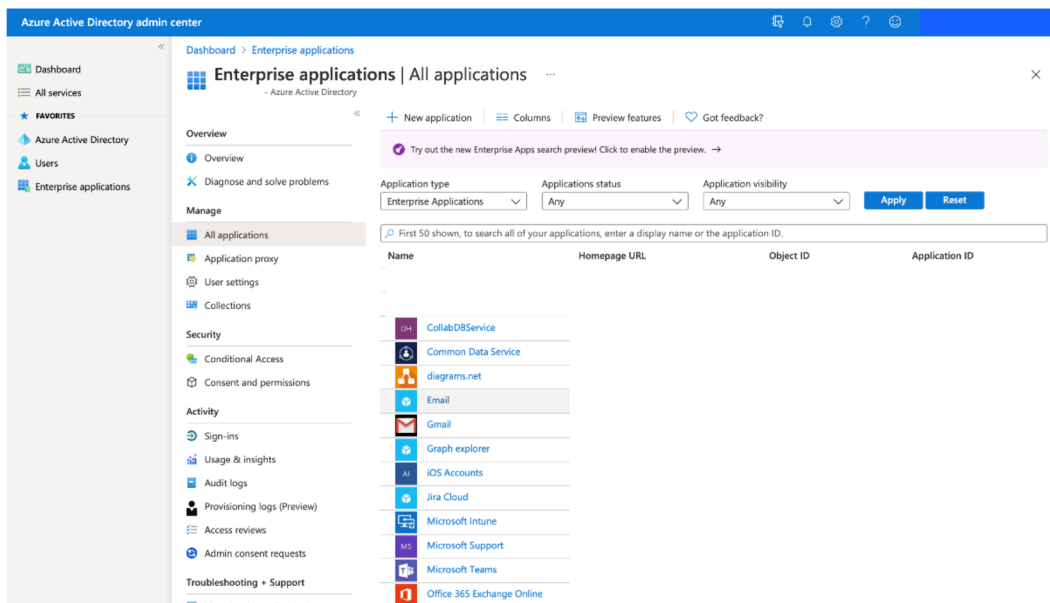 Azure Active Directory admin center
Dashboard
All services
FAVORITES
Azure Active Directory
Users
Enterprise applications
Dashboard > Enterprise applications
Enterprise applications | All applications ...
- Azure Active Directory
Overview
Overview
Diagnose and solve problems
Manage
All applications
Application proxy
User settings
Collections
Security
Conditional Access
Consent and permissions
Activity
Sign-ins
Usage & insights
Audit logs
Provisioning logs (Preview)
Access reviews
Admin consent requests
Troubleshooting + Support
New application
Columns
Preview features
Got feedback?
Try out the new Enterprise Apps search preview! Click to enable the preview. →
Application type
Applications status
Application visibility
Enterprise Applications
Any
Any
Apply
Reset
First 50 shown, to search all of your applications, enter a display name or the application ID.
Name Homepage URL Object ID Application ID
CollabDBService
Common Data Service
diagrams.net
Email
Gmail
Graph explorer
AI iOS Accounts
Jira Cloud
Microsoft Intune
MS Microsoft Support
Microsoft Teams
Office 365 Exchange Online